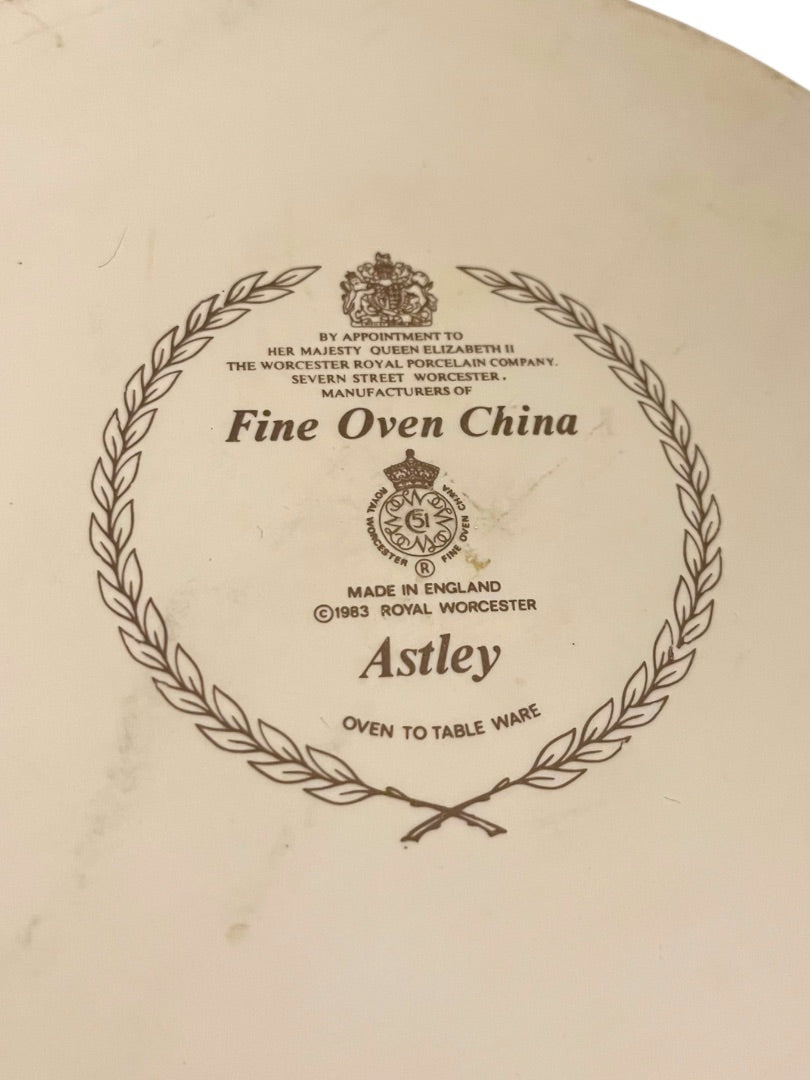 BY APPOINTMENT TO
HER MAJESTY QUEEN ELIZABETH II
THE WORCESTER ROYAL PORCELAIN COMPANY.
SEVERN STREET WORCESTER.
MANUFACTURERS OF
Fine Oven China
ROYAL WORCESTER FINE OVEN CHINA
51
®
MADE IN ENGLAND
©1983 ROYAL WORCESTER
Astley
OVEN TO TABLE WARE